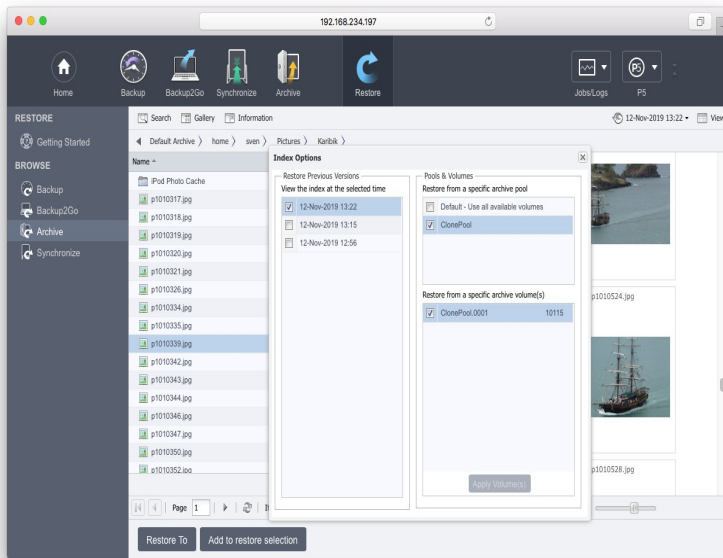 192.168.234.197
Home
Backup
Backup2Go
Synchronize
Archive
Restore
Jobs/Logs
P5
P5
RESTORE
Getting Started
BROWSE
Backup
Backup2Go
Archive
Synchronize
Search
Gallery
Information
12-Nov-2019 13:22
View
Default Archive
home
sven
Pictures
Karibik
Name
iPod Photo Cache
p1010317.jpg
p1010318.jpg
p1010319.jpg
p1010320.jpg
p1010321.jpg
p1010326.jpg
p1010334.jpg
p1010335.jpg
p1010339.jpg
p1010342.jpg
p1010343.jpg
p1010344.jpg
p1010346.jpg
p1010347.jpg
p1010350.jpg
p1010352.jpg
Index Options
Restore Previous Versions
View the index at the selected time
12-Nov-2019 13:22
12-Nov-2019 13:15
12-Nov-2019 12:56
Pools & Volumes
Restore from a specific archive pool
Default - Use all available volumes
ClonePool
Restore from a specific archive volume(s)
ClonePool.0001 10115
Apply Volume(s)
p1010524.jpg
p1010528.jpg
Page 1
Restore To
Add to restore selection